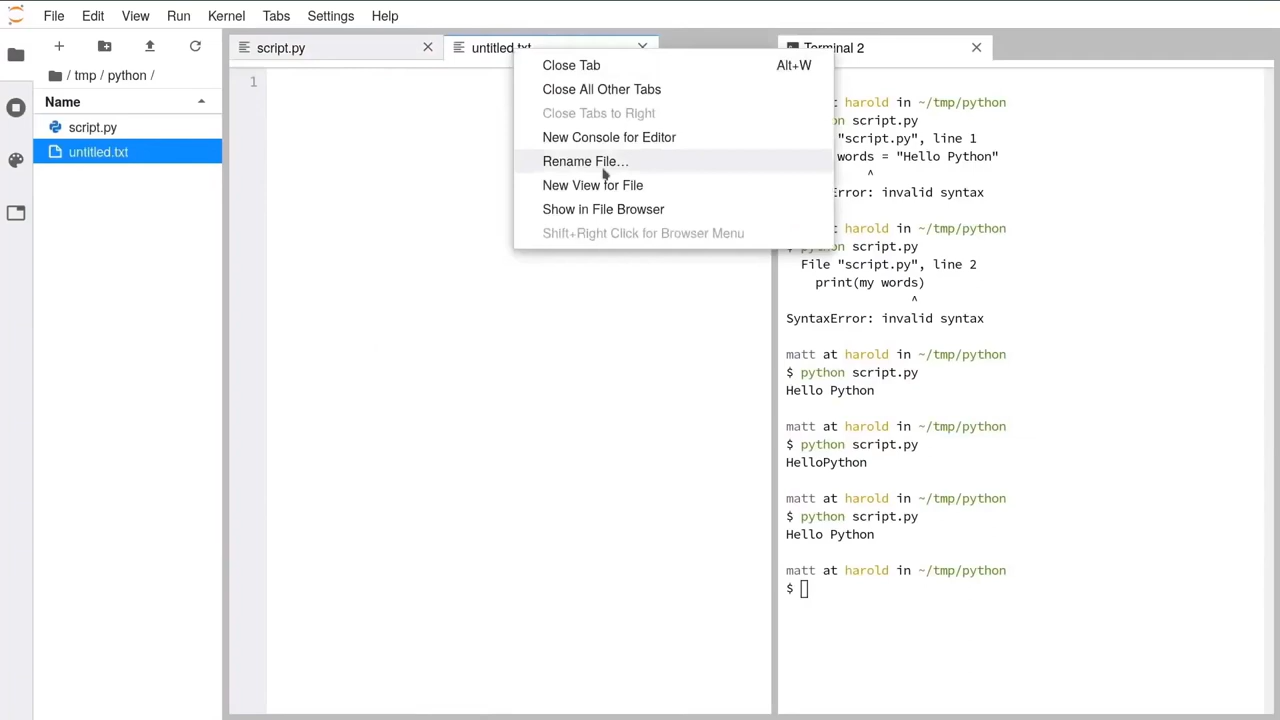 File Edit View Run Kernel Tabs Settings Help
script.py
untitled.txt
Terminal 2
/ tmp / python /
Name
script.py
untitled.txt
1
Close Tab Alt+W
Close All Other Tabs
Close Tabs to Right
New Console for Editor
Rename File…
New View for File
Show in File Browser
Shift+Right Click for Browser Menu
harold in ~/tmp/python
script.py
"script.py", line 1
words = "Hello Python"
^
Error: invalid syntax
harold in ~/tmp/python
$ python script.py
File "script.py", line 2
print(my words)
^
SyntaxError: invalid syntax
matt at harold in ~/tmp/python
$ python script.py
Hello Python
matt at harold in ~/tmp/python
$ python script.py
HelloPython
matt at harold in ~/tmp/python
$ python script.py
Hello Python
matt at harold in ~/tmp/python
$